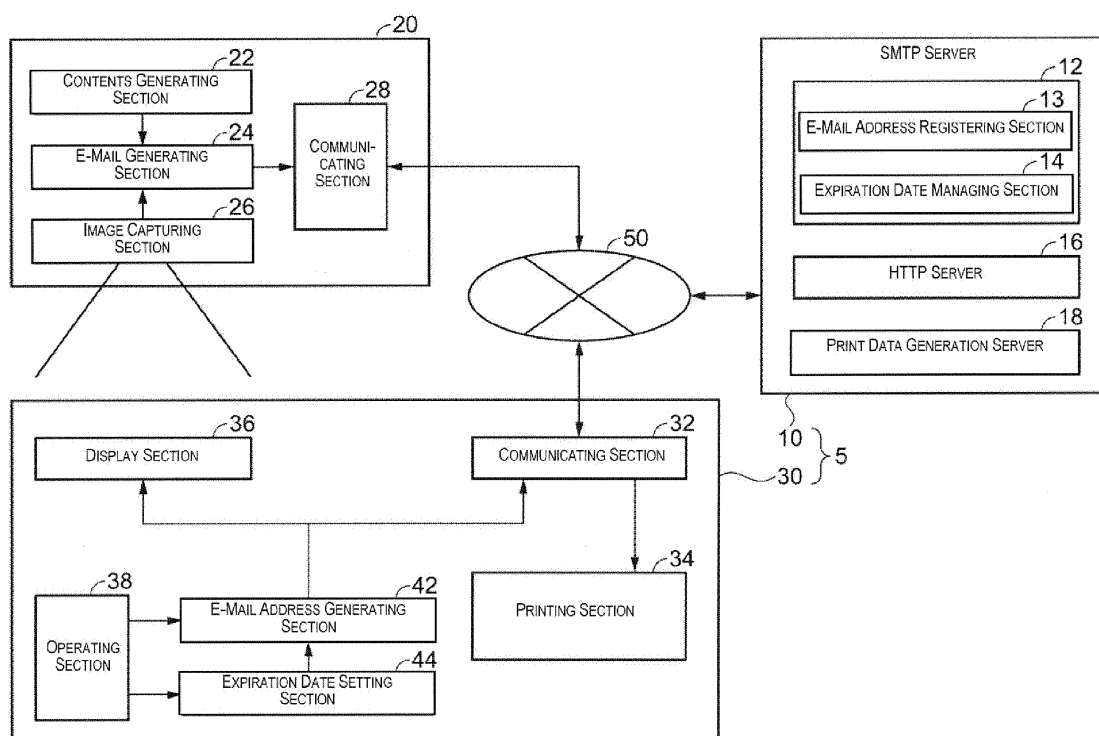 20
22
CONTENTS GENERATING
SECTION
24
E-MAIL GENERATING
SECTION
26
IMAGE CAPTURING
SECTION
28
COMMUNI-
CATING
SECTION
50
SMTP SERVER
12
13
E-MAIL ADDRESS REGISTERING SECTION
14
EXPIRATION DATE MANAGING SECTION
16
HTTP SERVER
18
PRINT DATA GENERATION SERVER
10
30
5
36
DISPLAY SECTION
32
COMMUNICATING SECTION
38
OPERATING
SECTION
42
E-MAIL ADDRESS GENERATING
SECTION
44
EXPIRATION DATE SETTING
SECTION
34
PRINTING SECTION